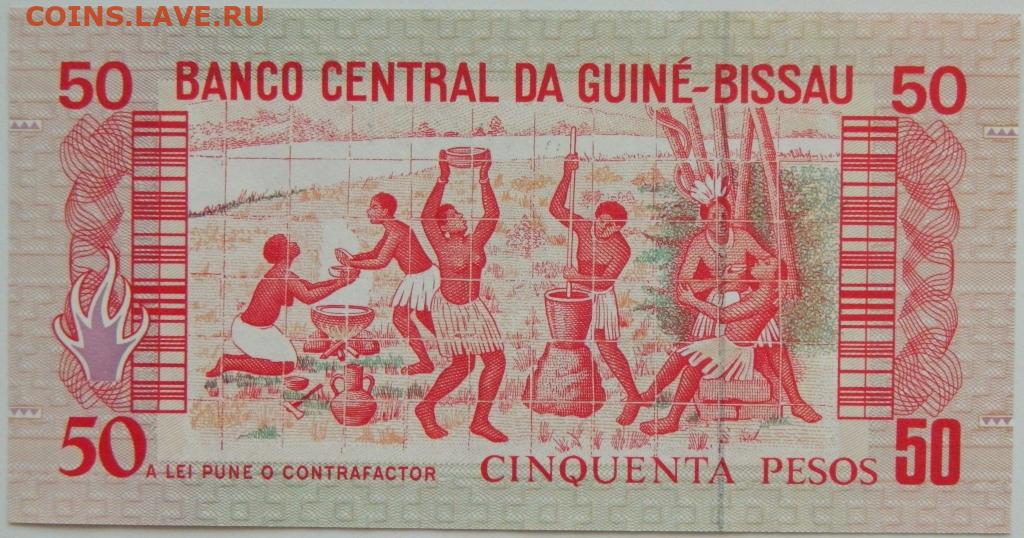 COINS.LAVE.RU
50 BANCO CENTRAL DA GUINÉ-BISSAU 50
50 A LEI PUNE O CONTRAFACTOR CINQUENTA PESOS 50